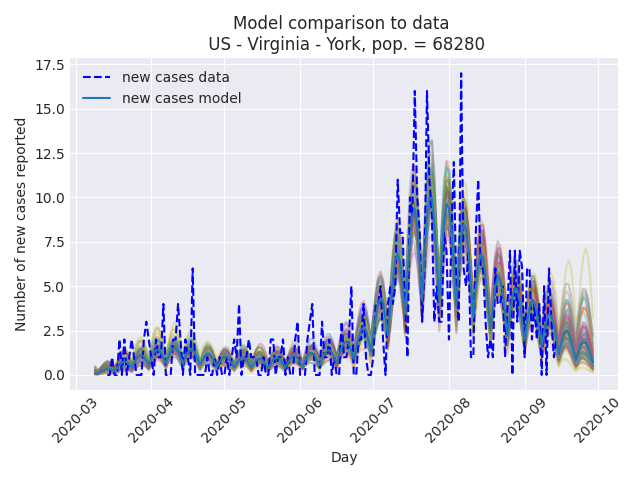 Model comparison to data
US - Virginia - York, pop. = 68280
17.5
15.0
12.5
10.0
7.5
5.0
2.5
0.0
Number of new cases reported
new cases data
new cases model
2020-03
2020-04
2020-05
2020-06
2020-07
2020-08
2020-09
2020-10
Day